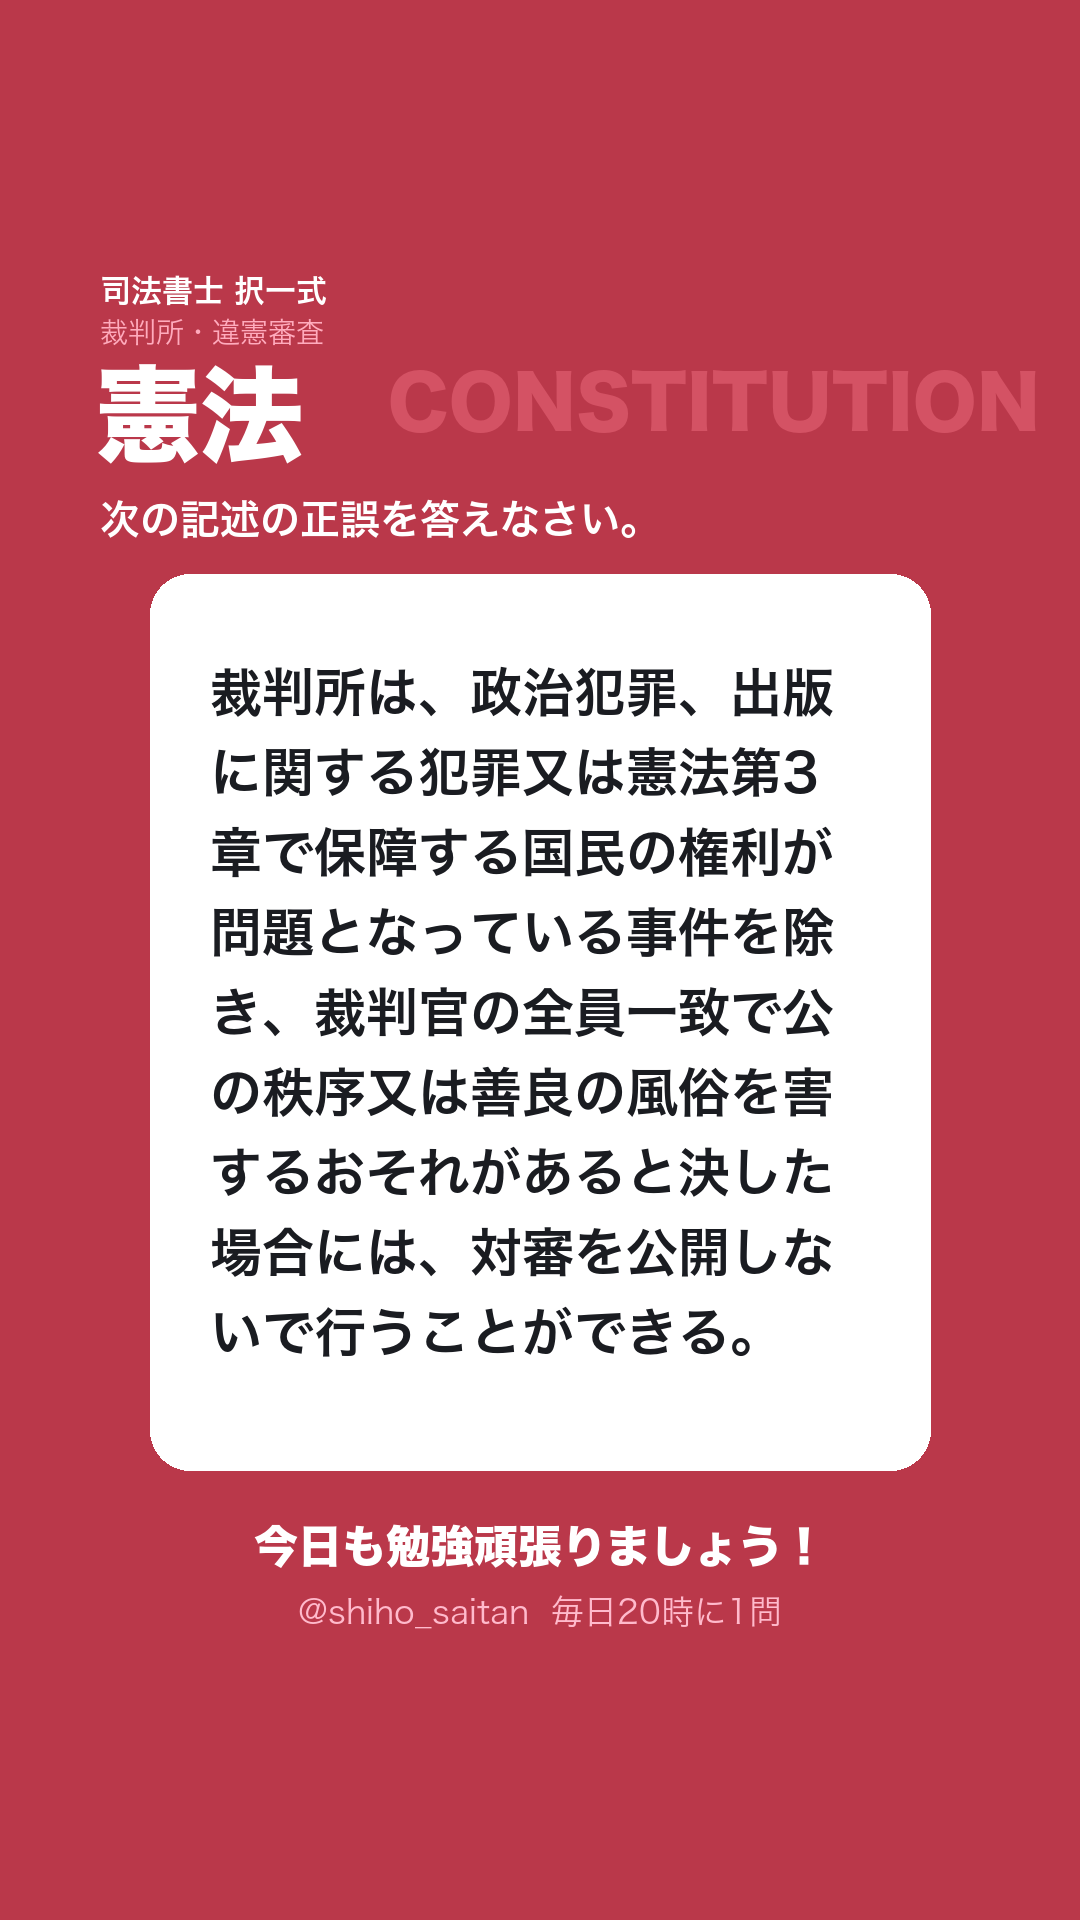 司法書士 択一式
裁判所・違憲審査
憲法
CONSTITUTION
次の記述の正誤を答えなさい。
裁判所は、政治犯罪、出版
に関する犯罪又は憲法第3
章で保障する国民の権利が
問題となっている事件を除
き、裁判官の全員一致で公
の秩序又は善良の風俗を害
するおそれがあると決した
場合には、対審を公開しな
いで行うことができる。
今日も勉強頑張りましょう！
@shiho_saitan 毎日20時に1問